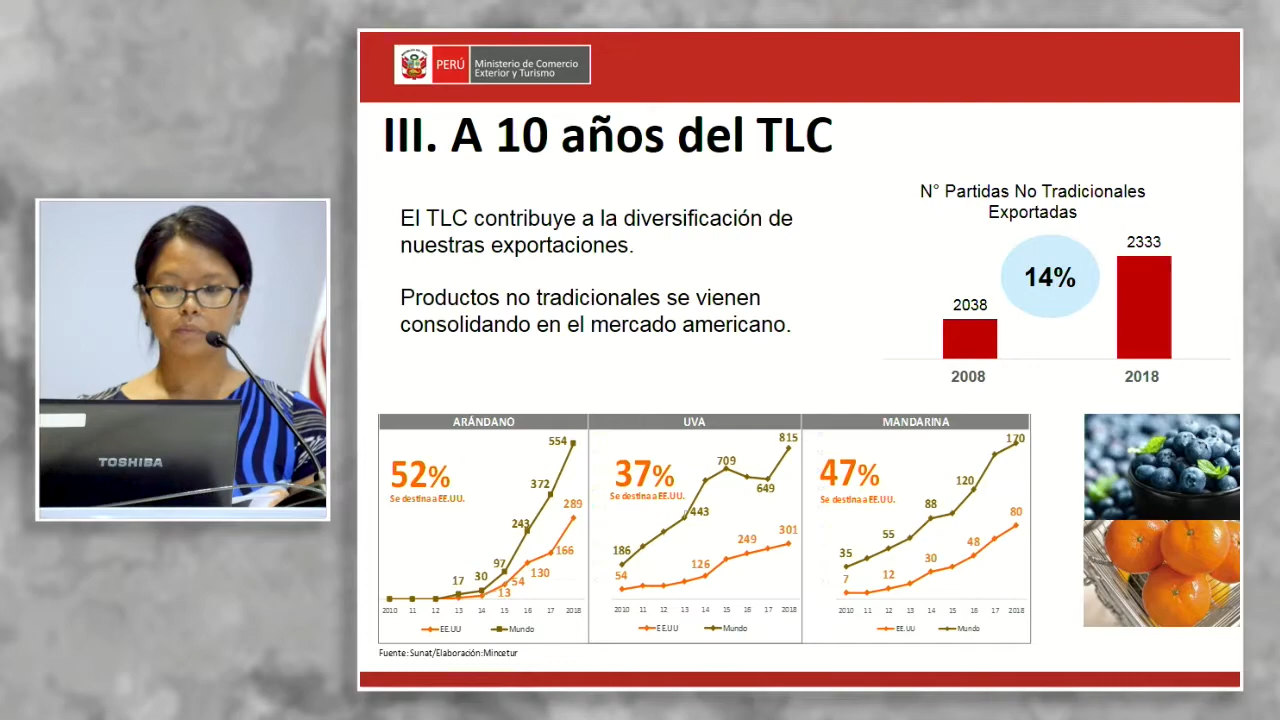 PERÚ
Ministerio de Comercio
Exterior y Turismo
III. A 10 años del TLC
El TLC contribuye a la diversificación de
nuestras exportaciones.
Productos no tradicionales se vienen
consolidando en el mercado americano.
N° Partidas No Tradicionales
Exportadas
14%
2038
2333
2008
2018
TOSHIBA
ARÁNDANO
52%
Se destina a EE.UU.
17
30
97
243
372
554
13
54
130
166
289
2010 11 12 13 14 15 16 17 2018
EE.UU
Mundo
UVA
37%
Se destina a EE.UU.
186
443
709
649
815
54
126
249
301
2010 11 12 13 14 15 16 17 2018
EE.UU
Mundo
MANDARINA
47%
Se destina a EE.UU.
35
55
88
120
170
7
12
30
48
80
2010 11 12 13 14 15 16 17 2018
EE.UU
Mundo
Fuente: Sunat/Elaboración: Mincetur